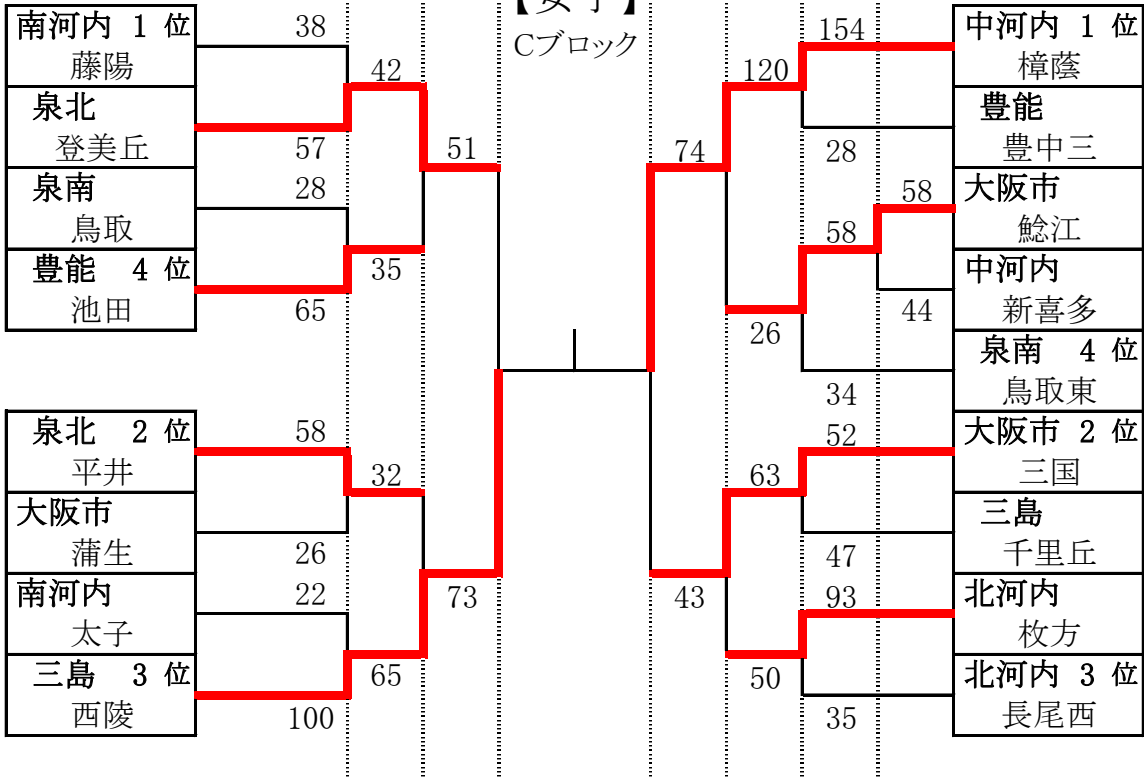 【女子】
Cブロック
南河内 1 位
藤陽
泉北
登美丘
泉南
鳥取
豊能 4 位
池田
泉北 2 位
平井
大阪市
蒲生
南河内
太子
三島 3 位
西陵
38
57
28
65
58
26
22
100
42
35
32
65
51
73
74
43
120
26
63
50
154
28
58
34
52
47
93
35
58
44
中河内 1 位
樟蔭
豊能
豊中三
大阪市
鯰江
中河内
新喜多
泉南 4 位
鳥取東
大阪市 2 位
三国
三島
千里丘
北河内
枚方
北河内 3 位
長尾西